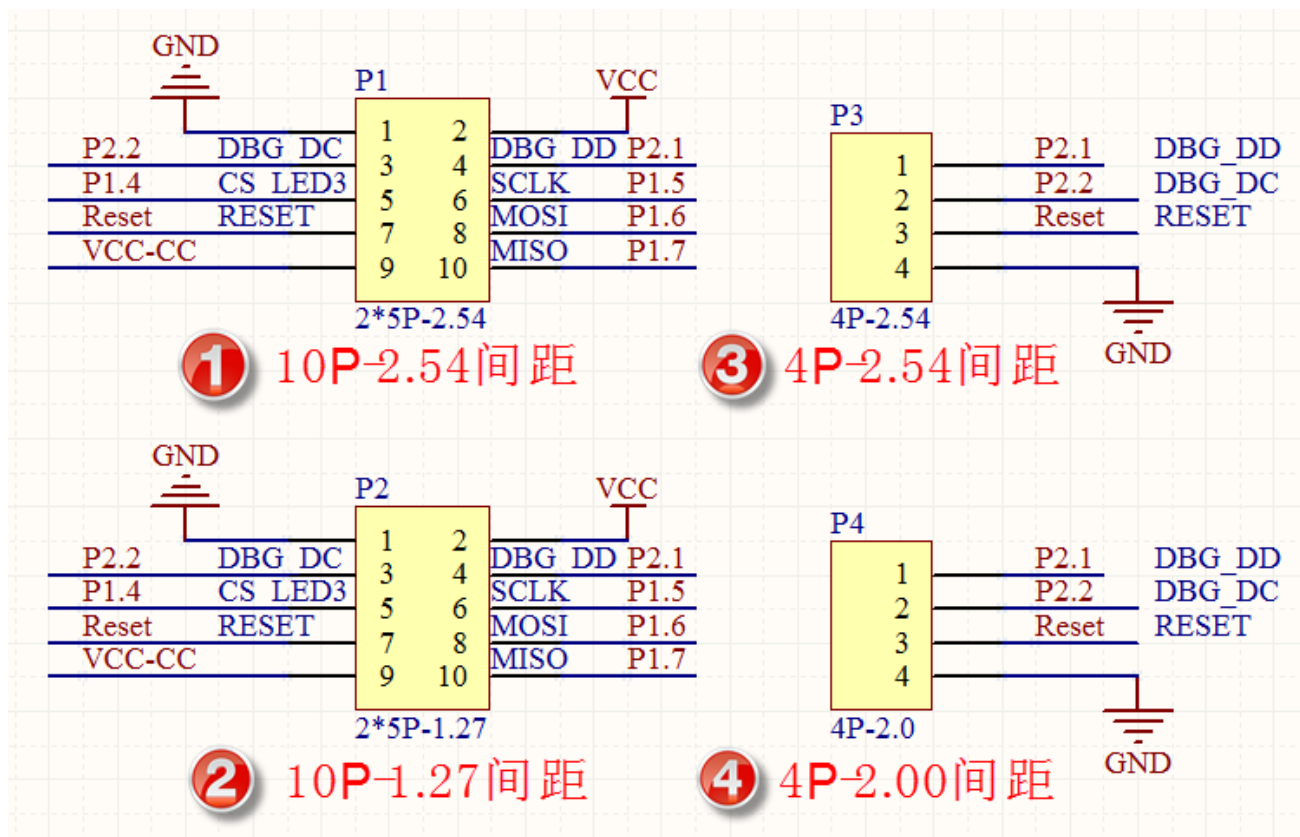 GND
P1
VCC
1 2
P2.2 DBG_DC 3 4 DBG_DD P2.1
P1.4 CS_LED3 5 6 SCLK P1.5
Reset RESET 7 8 MOSI P1.6
VCC-CC 9 10 MISO P1.7
2*5P-2.54
1 10P-2.54间距
P3
1 P2.1 DBG_DD
2 P2.2 DBG_DC
3 Reset RESET
4
4P-2.54
GND
3 4P-2.54间距
GND
P2
VCC
1 2
P2.2 DBG_DC 3 4 DBG_DD P2.1
P1.4 CS_LED3 5 6 SCLK P1.5
Reset RESET 7 8 MOSI P1.6
VCC-CC 9 10 MISO P1.7
2*5P-1.27
2 10P-1.27间距
P4
1 P2.1 DBG_DD
2 P2.2 DBG_DC
3 Reset RESET
4
4P-2.0
GND
4 4P-2.00间距